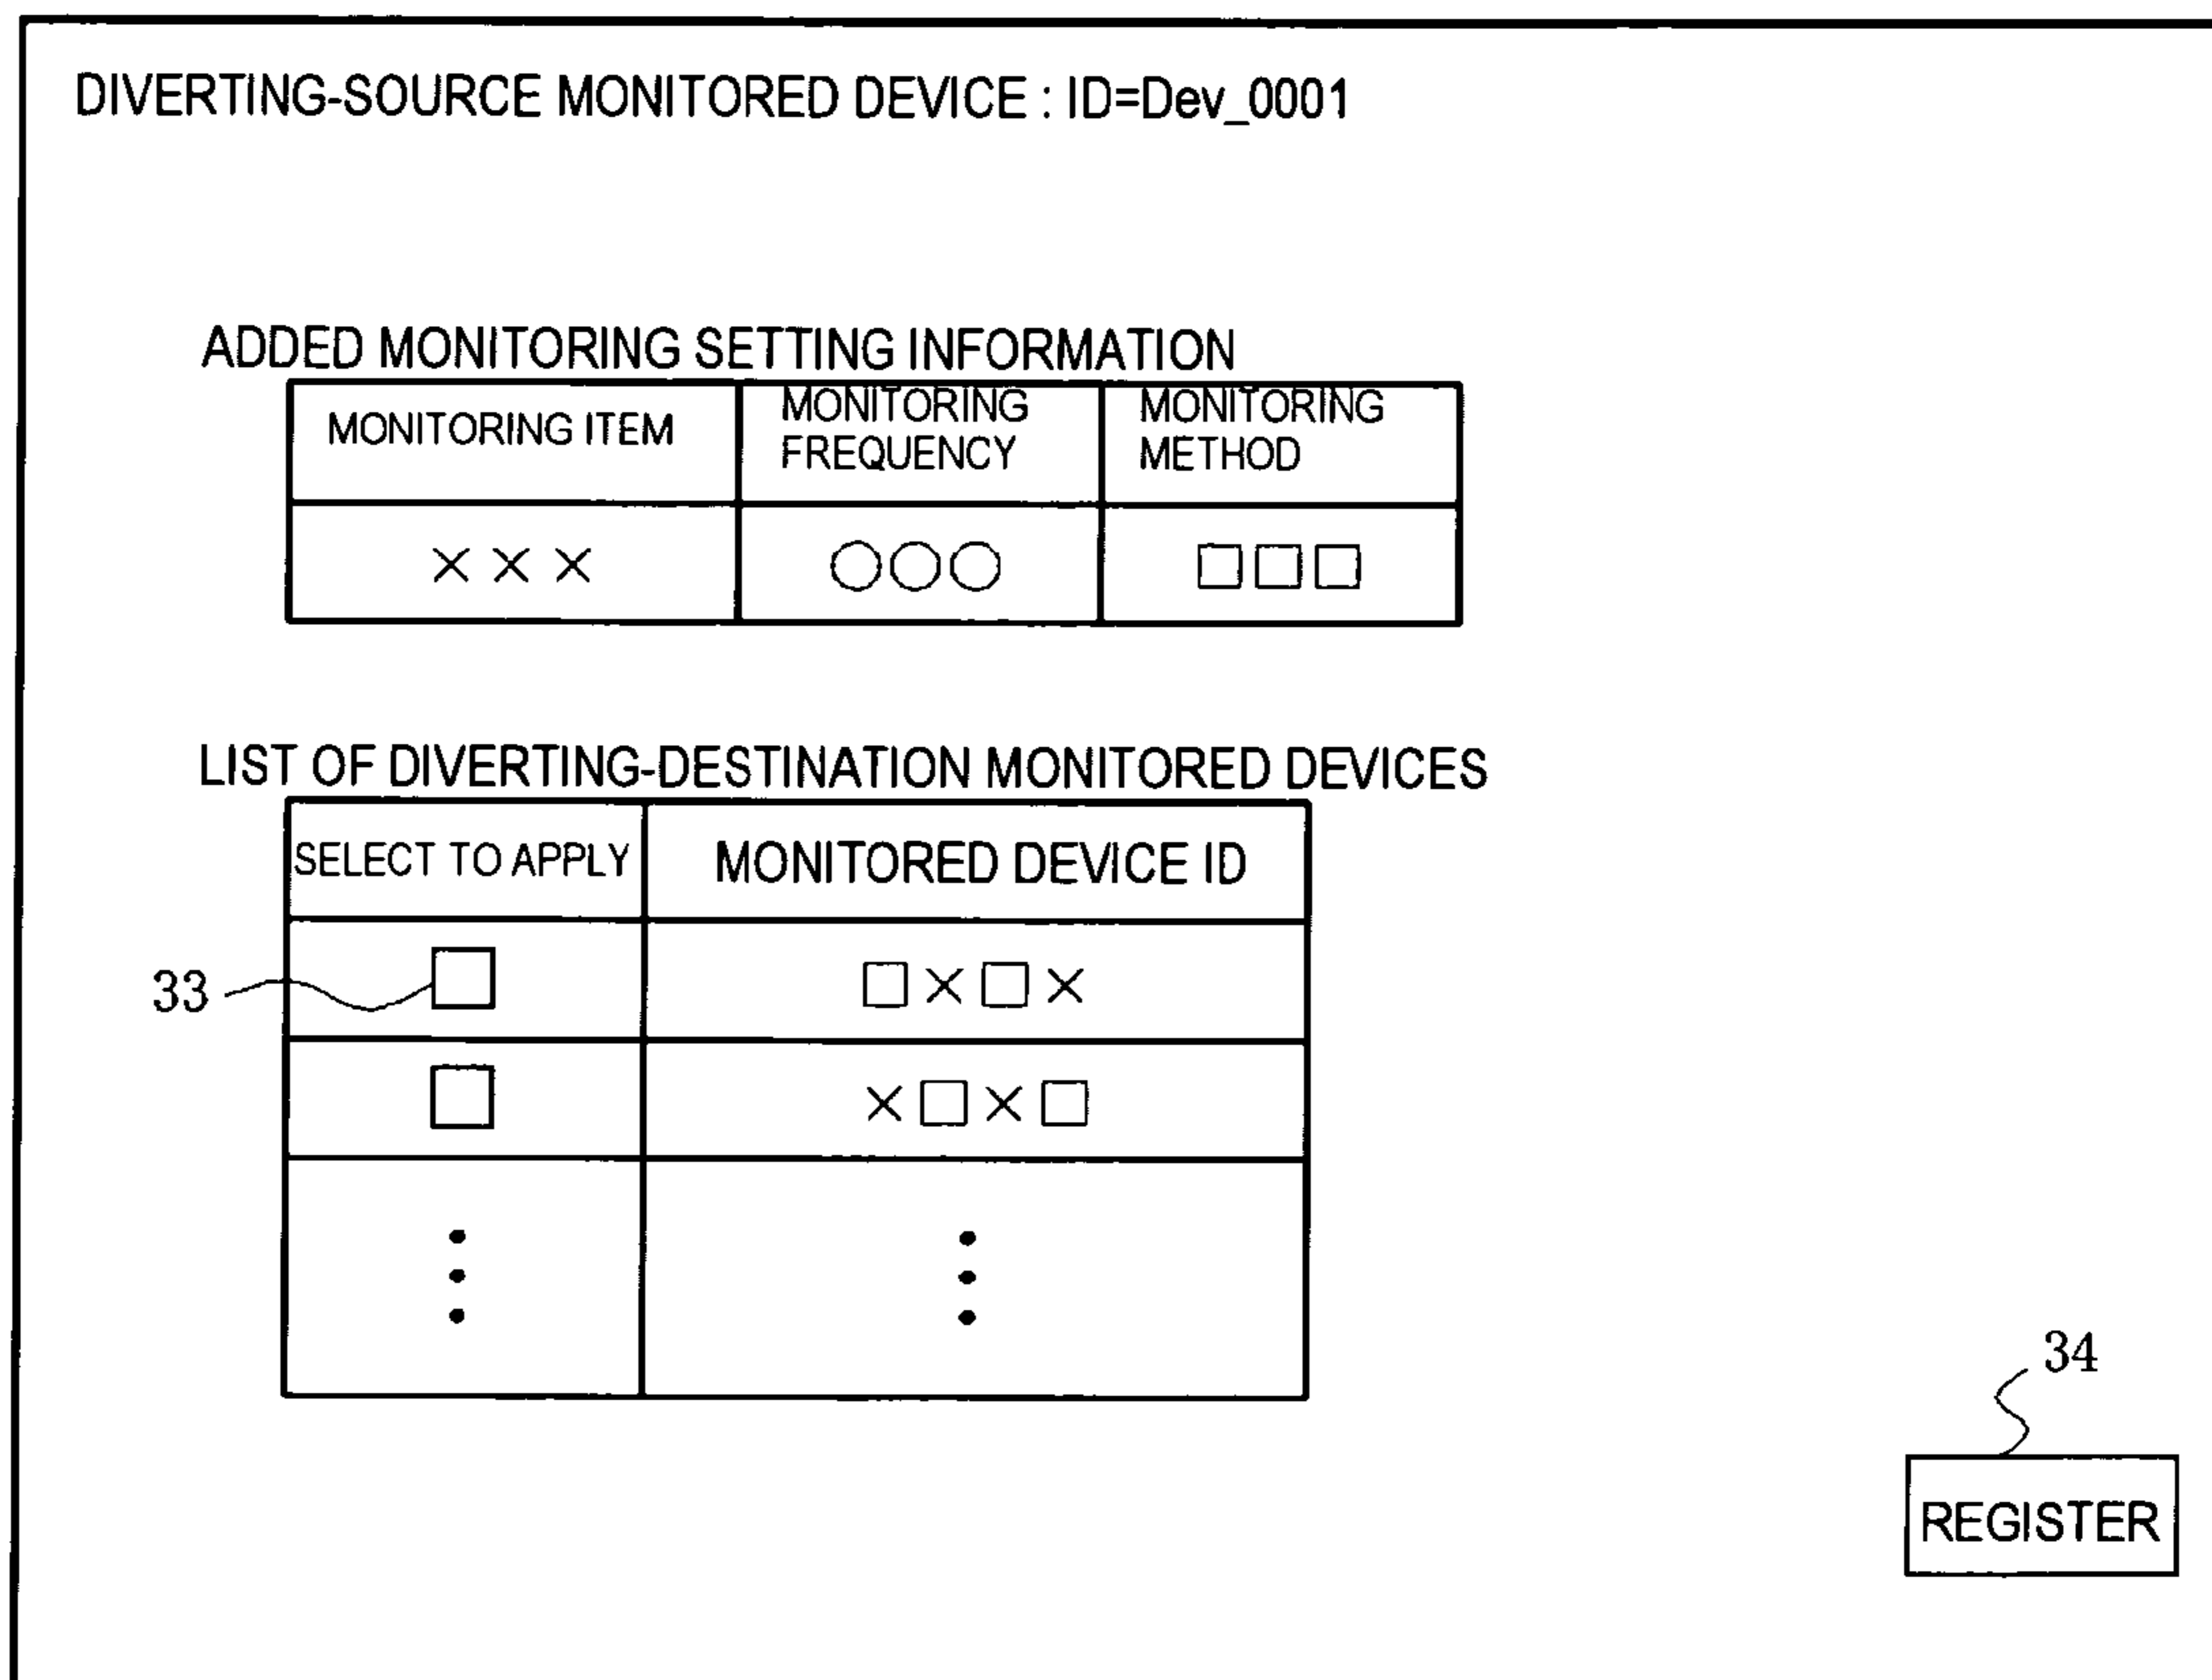 DIVERTING-SOURCE MONITORED DEVICE : ID=Dev_0001
ADDED MONITORING SETTING INFORMATION
MONITORING ITEM
MONITORING
FREQUENCY
MONITORING
METHOD
×××
○○○
□□□
LIST OF DIVERTING-DESTINATION MONITORED DEVICES
SELECT TO APPLY
MONITORED DEVICE ID
33
□×□×
×□×□
34
REGISTER